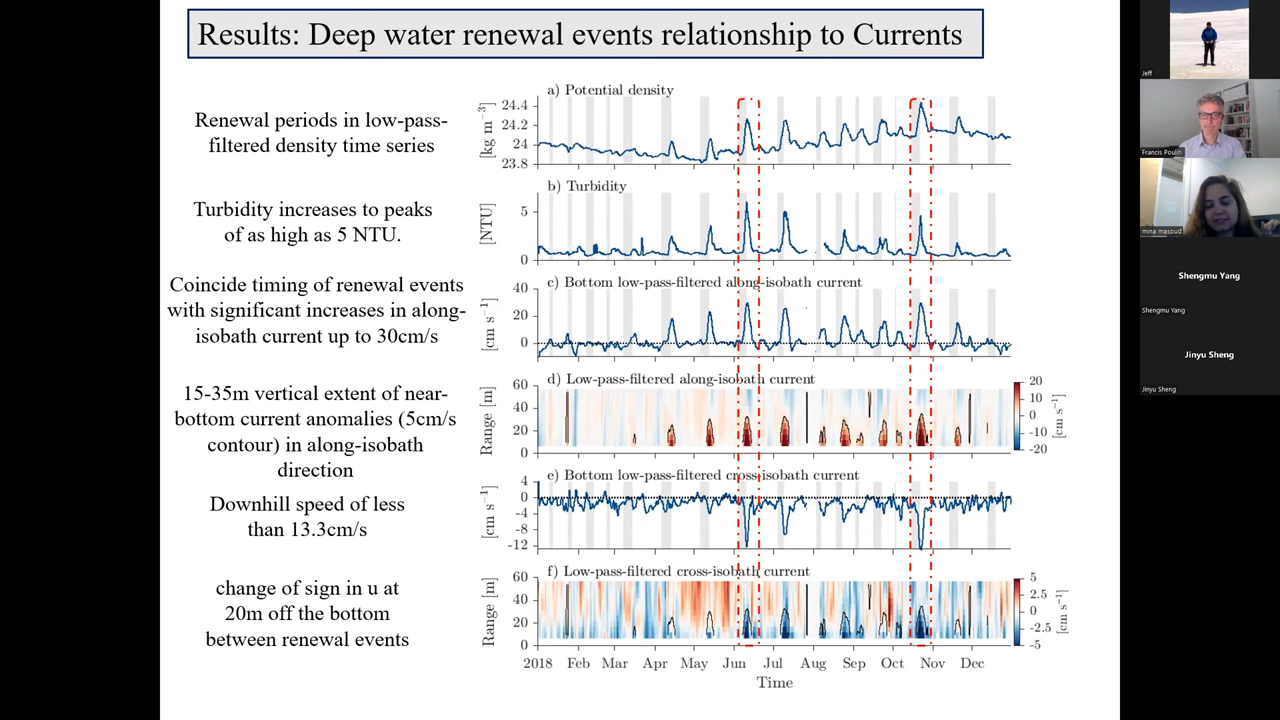 Results: Deep water renewal events relationship to Currents
Renewal periods in low-pass-
filtered density time series
Turbidity increases to peaks
of as high as 5 NTU.
Coincide timing of renewal events
with significant increases in along-
isobath current up to 30cm/s
15-35m vertical extent of near-
bottom current anomalies (5cm/s
contour) in along-isobath
direction
Downhill speed of less
than 13.3cm/s
change of sign in u at
20m off the bottom
between renewal events
a) Potential density
[kg m⁻³]
24.4
24.2
24
23.8
b) Turbidity
[NTU]
5
0
c) Bottom low-pass-filtered along-isobath current
[cm s⁻¹]
40
20
0
d) Low-pass-filtered along-isobath current
Range [m]
60
40
20
0
20
10
0
-10
-20
[cm s⁻¹]
e) Bottom low-pass-filtered cross-isobath current
[cm s⁻¹]
4
0
-4
-8
-12
f) Low-pass-filtered cross-isobath current
Range [m]
60
40
20
0
5
2.5
0
-2.5
-5
[cm s⁻¹]
2018 Feb Mar Apr May Jun Jul Aug Sep Oct Nov Dec
Time
Jeff
Francis Poulin
mina masoud
Shengmu Yang
Shengmu Yang
Jinyu Sheng
Jinyu Sheng